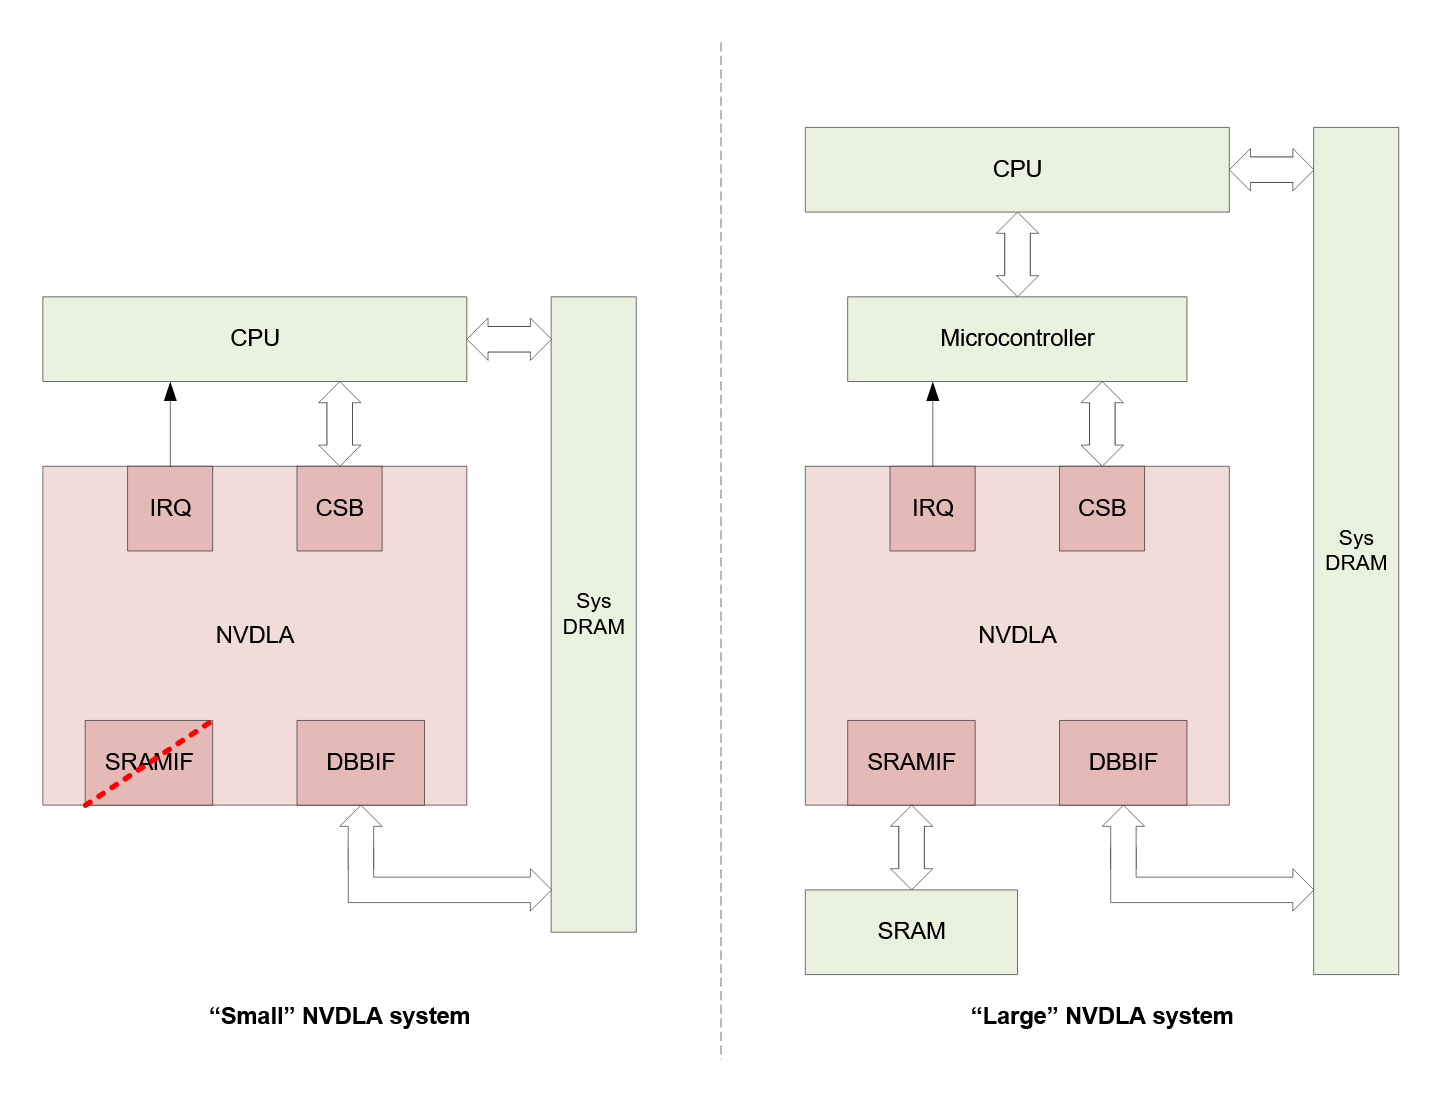 CPU
IRQ
CSB
NVDLA
SRAMIF
DBBIF
Sys
DRAM
“Small” NVDLA system
CPU
Microcontroller
IRQ
CSB
NVDLA
SRAMIF
DBBIF
SRAM
Sys
DRAM
“Large” NVDLA system